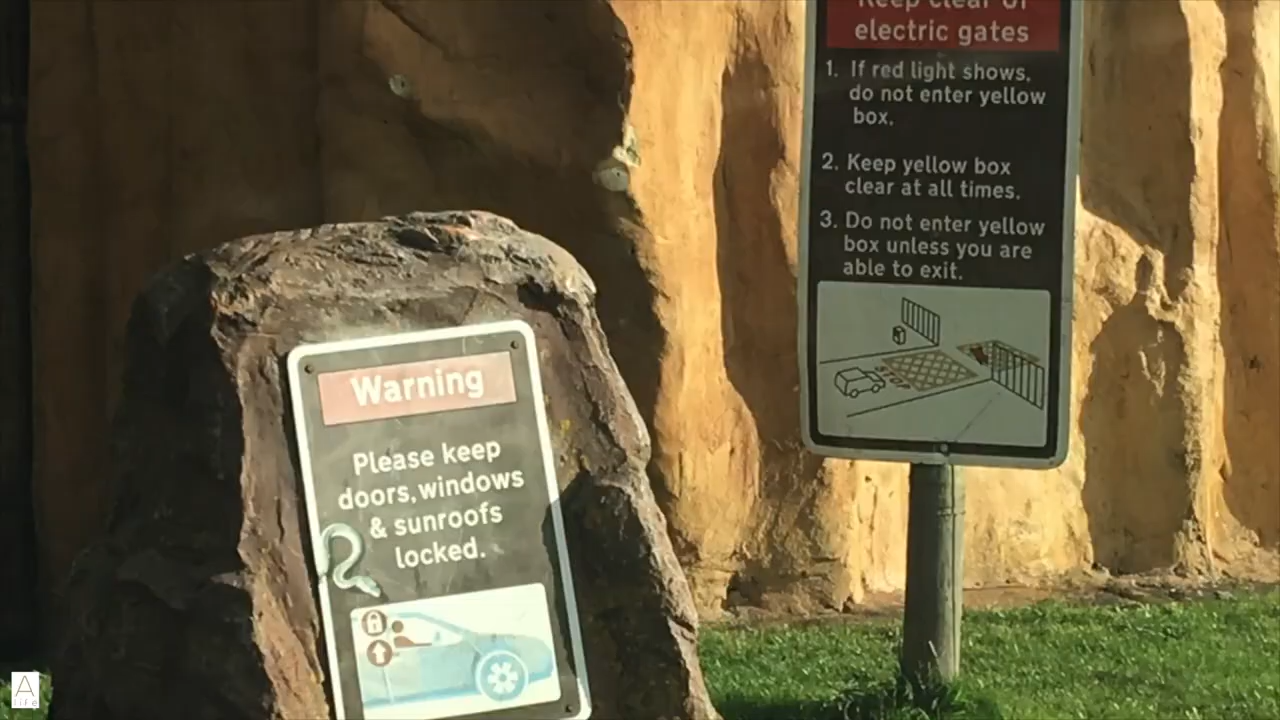 Keep clear of
electric gates
1. If red light shows,
do not enter yellow
box.
2. Keep yellow box
clear at all times.
3. Do not enter yellow
box unless you are
able to exit.
STOP
Warning
Please keep
doors, windows
& sunroofs
locked.
A
life